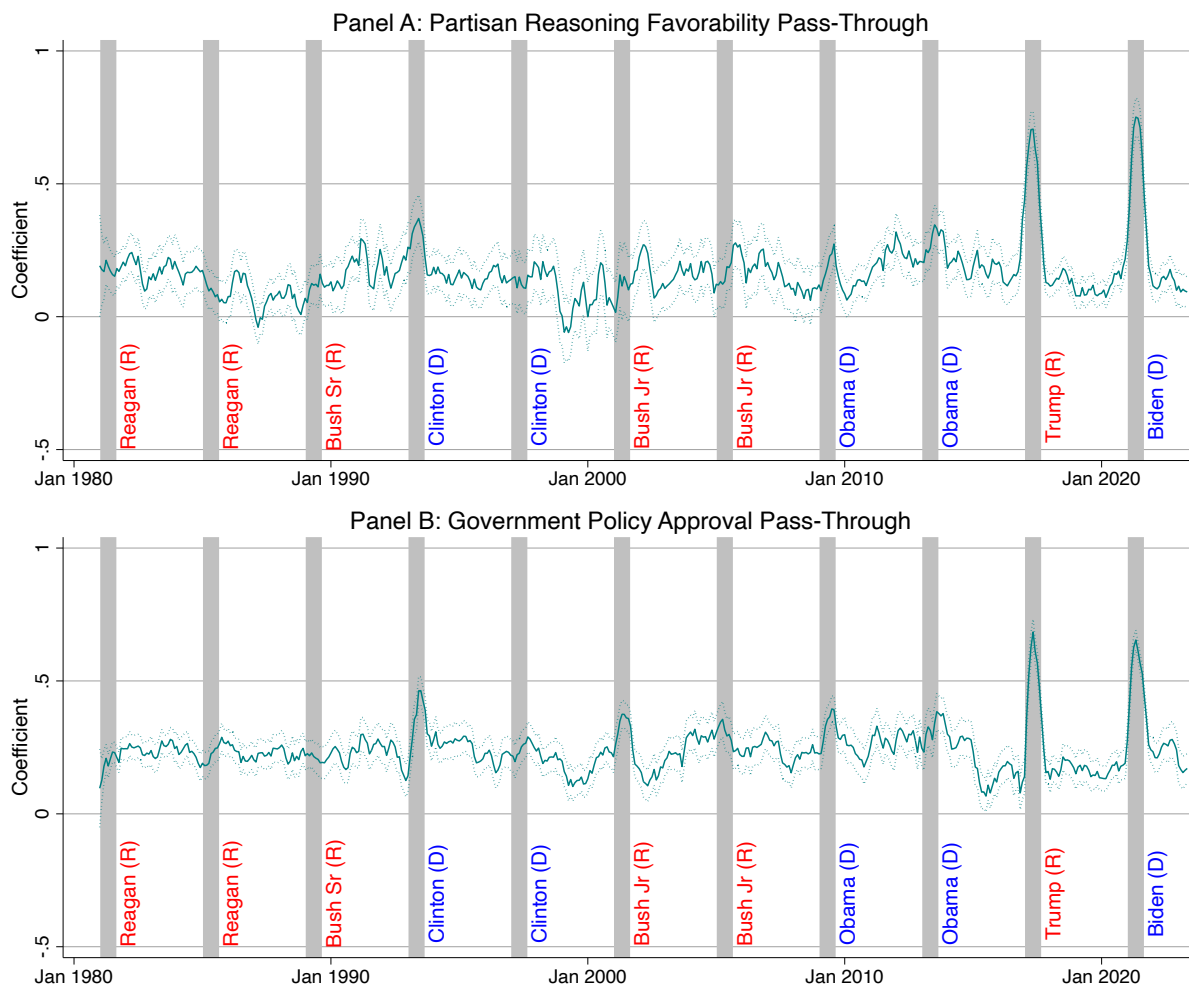 Panel A: Partisan Reasoning Favorability Pass-Through
1
.5
0
-.5
Coefficient
Reagan (R)
Reagan (R)
Bush Sr (R)
Clinton (D)
Clinton (D)
Bush Jr (R)
Bush Jr (R)
Obama (D)
Obama (D)
Trump (R)
Biden (D)
Jan 1980
Jan 1990
Jan 2000
Jan 2010
Jan 2020
Panel B: Government Policy Approval Pass-Through
1
.5
0
-.5
Coefficient
Reagan (R)
Reagan (R)
Bush Sr (R)
Clinton (D)
Clinton (D)
Bush Jr (R)
Bush Jr (R)
Obama (D)
Obama (D)
Trump (R)
Biden (D)
Jan 1980
Jan 1990
Jan 2000
Jan 2010
Jan 2020